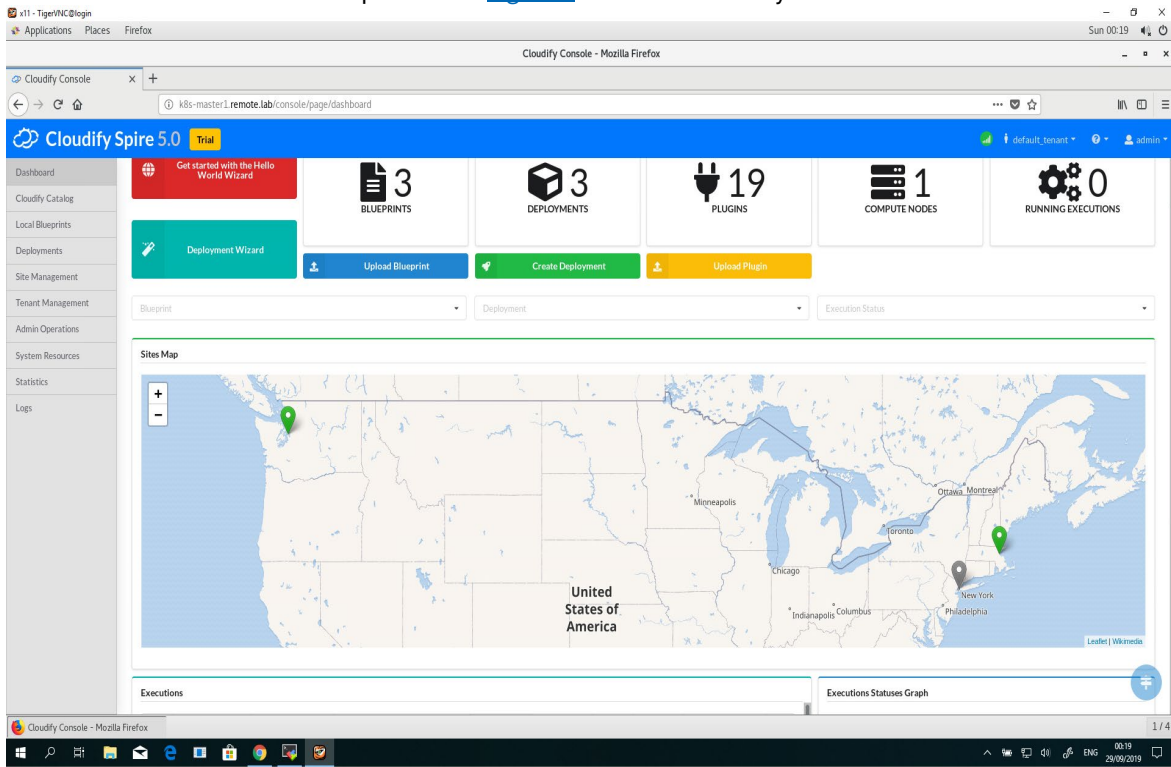 x11 - TigerVNC@login
Applications Places Firefox
Sun 00:19
Cloudify Console - Mozilla Firefox
Cloudify Console
k8s-master1.remote.lab/console/page/dashboard
Cloudify Spire 5.0 Trial
default_tenant
admin
Dashboard
Cloudify Catalog
Local Blueprints
Deployments
Site Management
Tenant Management
Admin Operations
System Resources
Statistics
Logs
Get started with the Hello
World Wizard
Deployment Wizard
3
BLUEPRINTS
3
DEPLOYMENTS
19
PLUGINS
1
COMPUTE NODES
0
RUNNING EXECUTIONS
Upload Blueprint
Create Deployment
Upload Plugin
Blueprint
Deployment
Execution Status
Sites Map
+
−
Ottawa Montreal
Minneapolis
Toronto
Chicago
New York
United
States of
America
Indianapolis Columbus
Philadelphia
Leaflet | Wikimedia
Executions
Executions Statuses Graph
Cloudify Console - Mozilla Firefox
1 / 4
ENG
00:19
29/09/2019